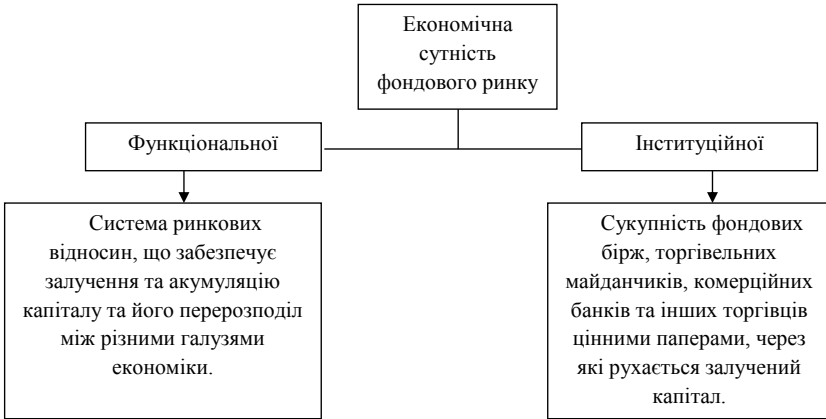 Економічна
сутність
фондового ринку
Функціональної
Інституційної
Система ринкових
відносин, що забезпечує
залучення та акумуляцію
капіталу та його перерозподіл
між різними галузями
економіки.
Сукупність фондових
бірж, торгівельних
майданчиків, комерційних
банків та інших торгівців
цінними паперами, через
які рухається залучений
капітал.